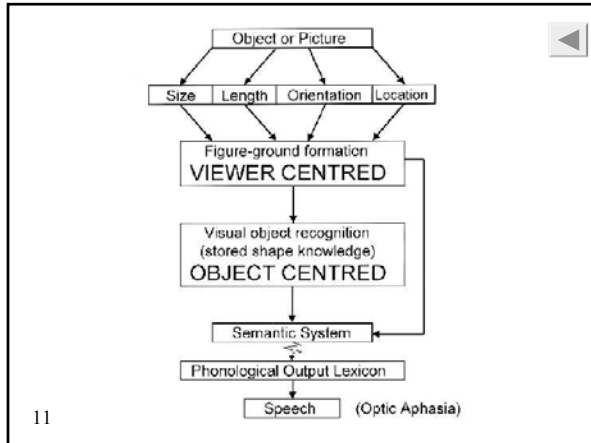 Object or Picture
Size Length Orientation Location
Figure-ground formation
VIEWER CENTRED
Visual object recognition
(stored shape knowledge)
OBJECT CENTRED
Semantic System
Phonological Output Lexicon
Speech (Optic Aphasia)
11